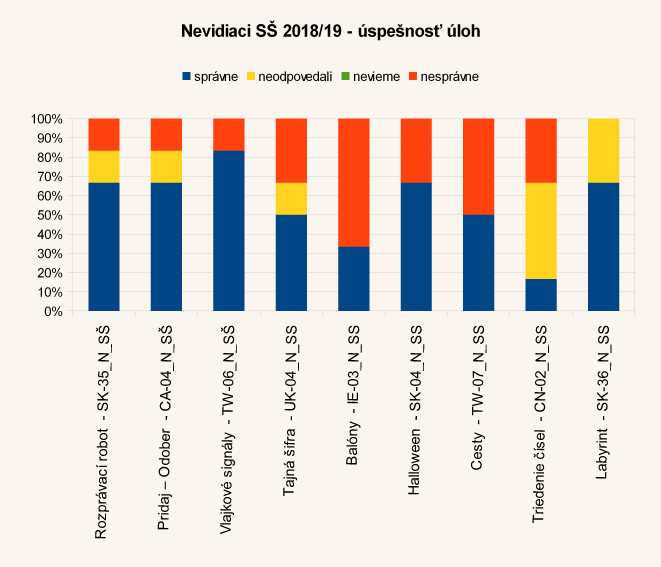 Nevidiaci SŠ 2018/19 - úspešnosť úloh
správne
neodpovedali
nevieme
nesprávne
100%
90%
80%
70%
60%
50%
40%
30%
20%
10%
0%
Rozprávací robot - SK-35_N_SŠ
Pridaj – Odober - CA-04_N_SŠ
Vlajkové signály - TW-06_N_SŠ
Tajná šifra - UK-04_N_SS
Balóny - IE-03_N_SS
Halloween - SK-04_N_SS
Cesty - TW-07_N_SS
Triedenie čísel - CN-02_N_SS
Labyrint - SK-36_N_SS